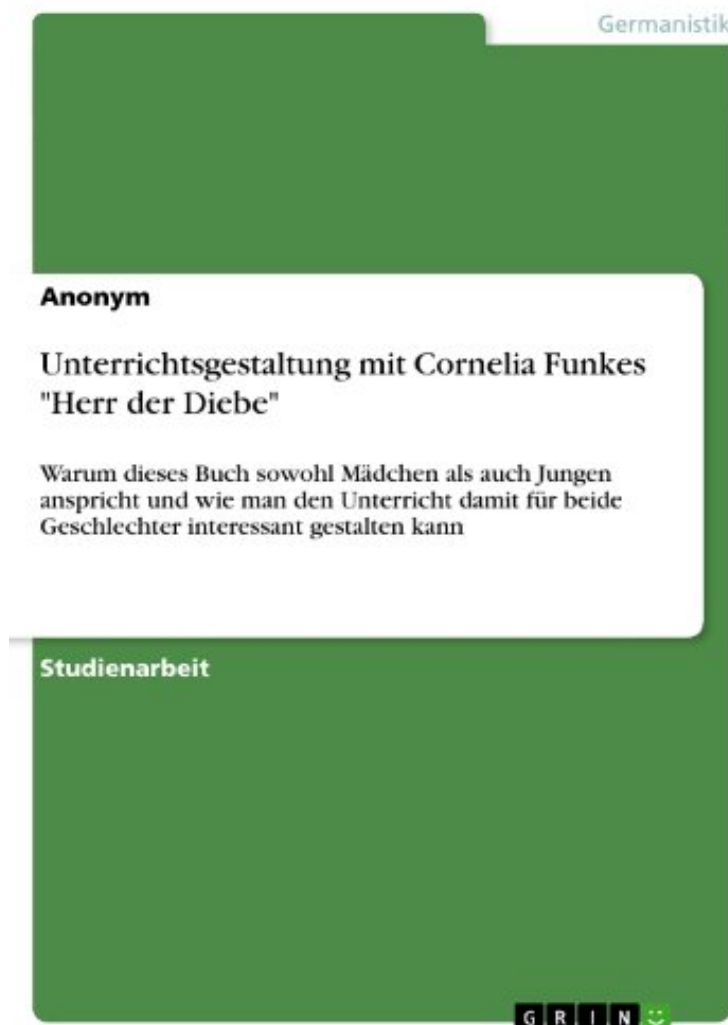 Germanistik
Anonym
Unterrichtsgestaltung mit Cornelia Funkes
"Herr der Diebe"
Warum dieses Buch sowohl Mädchen als auch Jungen
anspricht und wie man den Unterricht damit für beide
Geschlechter interessant gestalten kann
Studienarbeit
GRIN